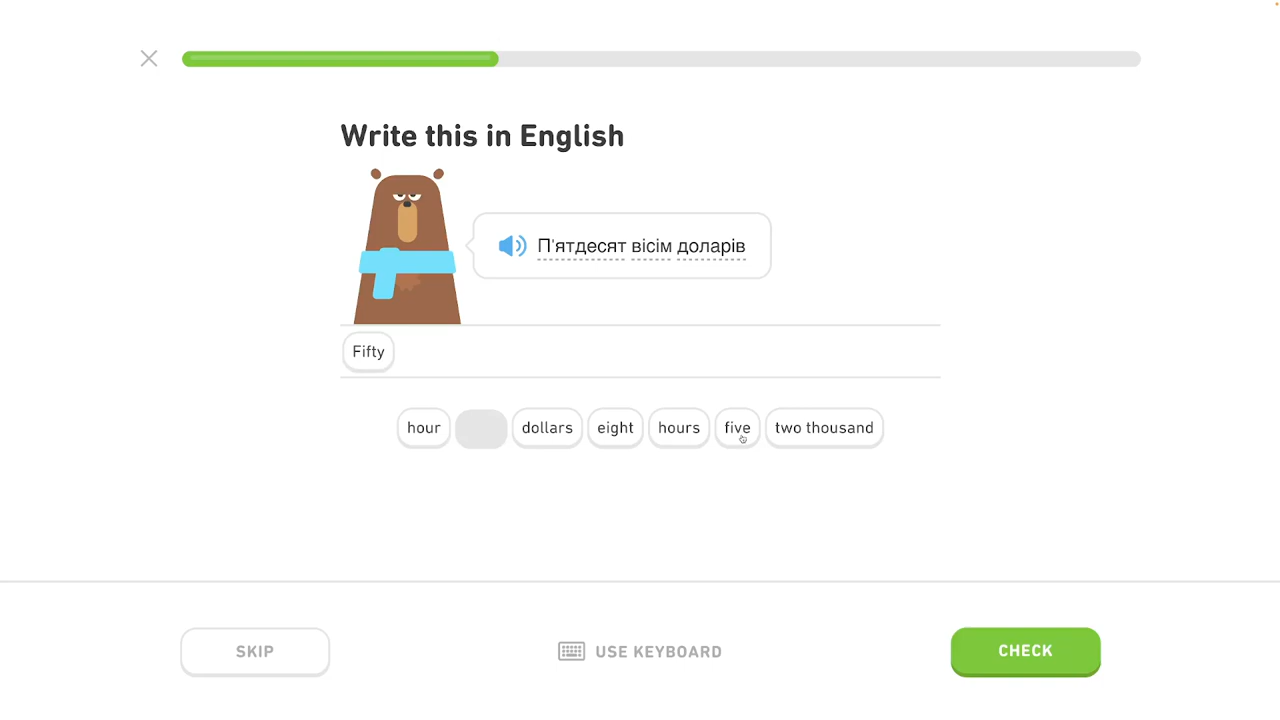 Write this in English
П'ятдесят вісім доларів
Fifty
hour dollars eight hours five two thousand
SKIP USE KEYBOARD CHECK